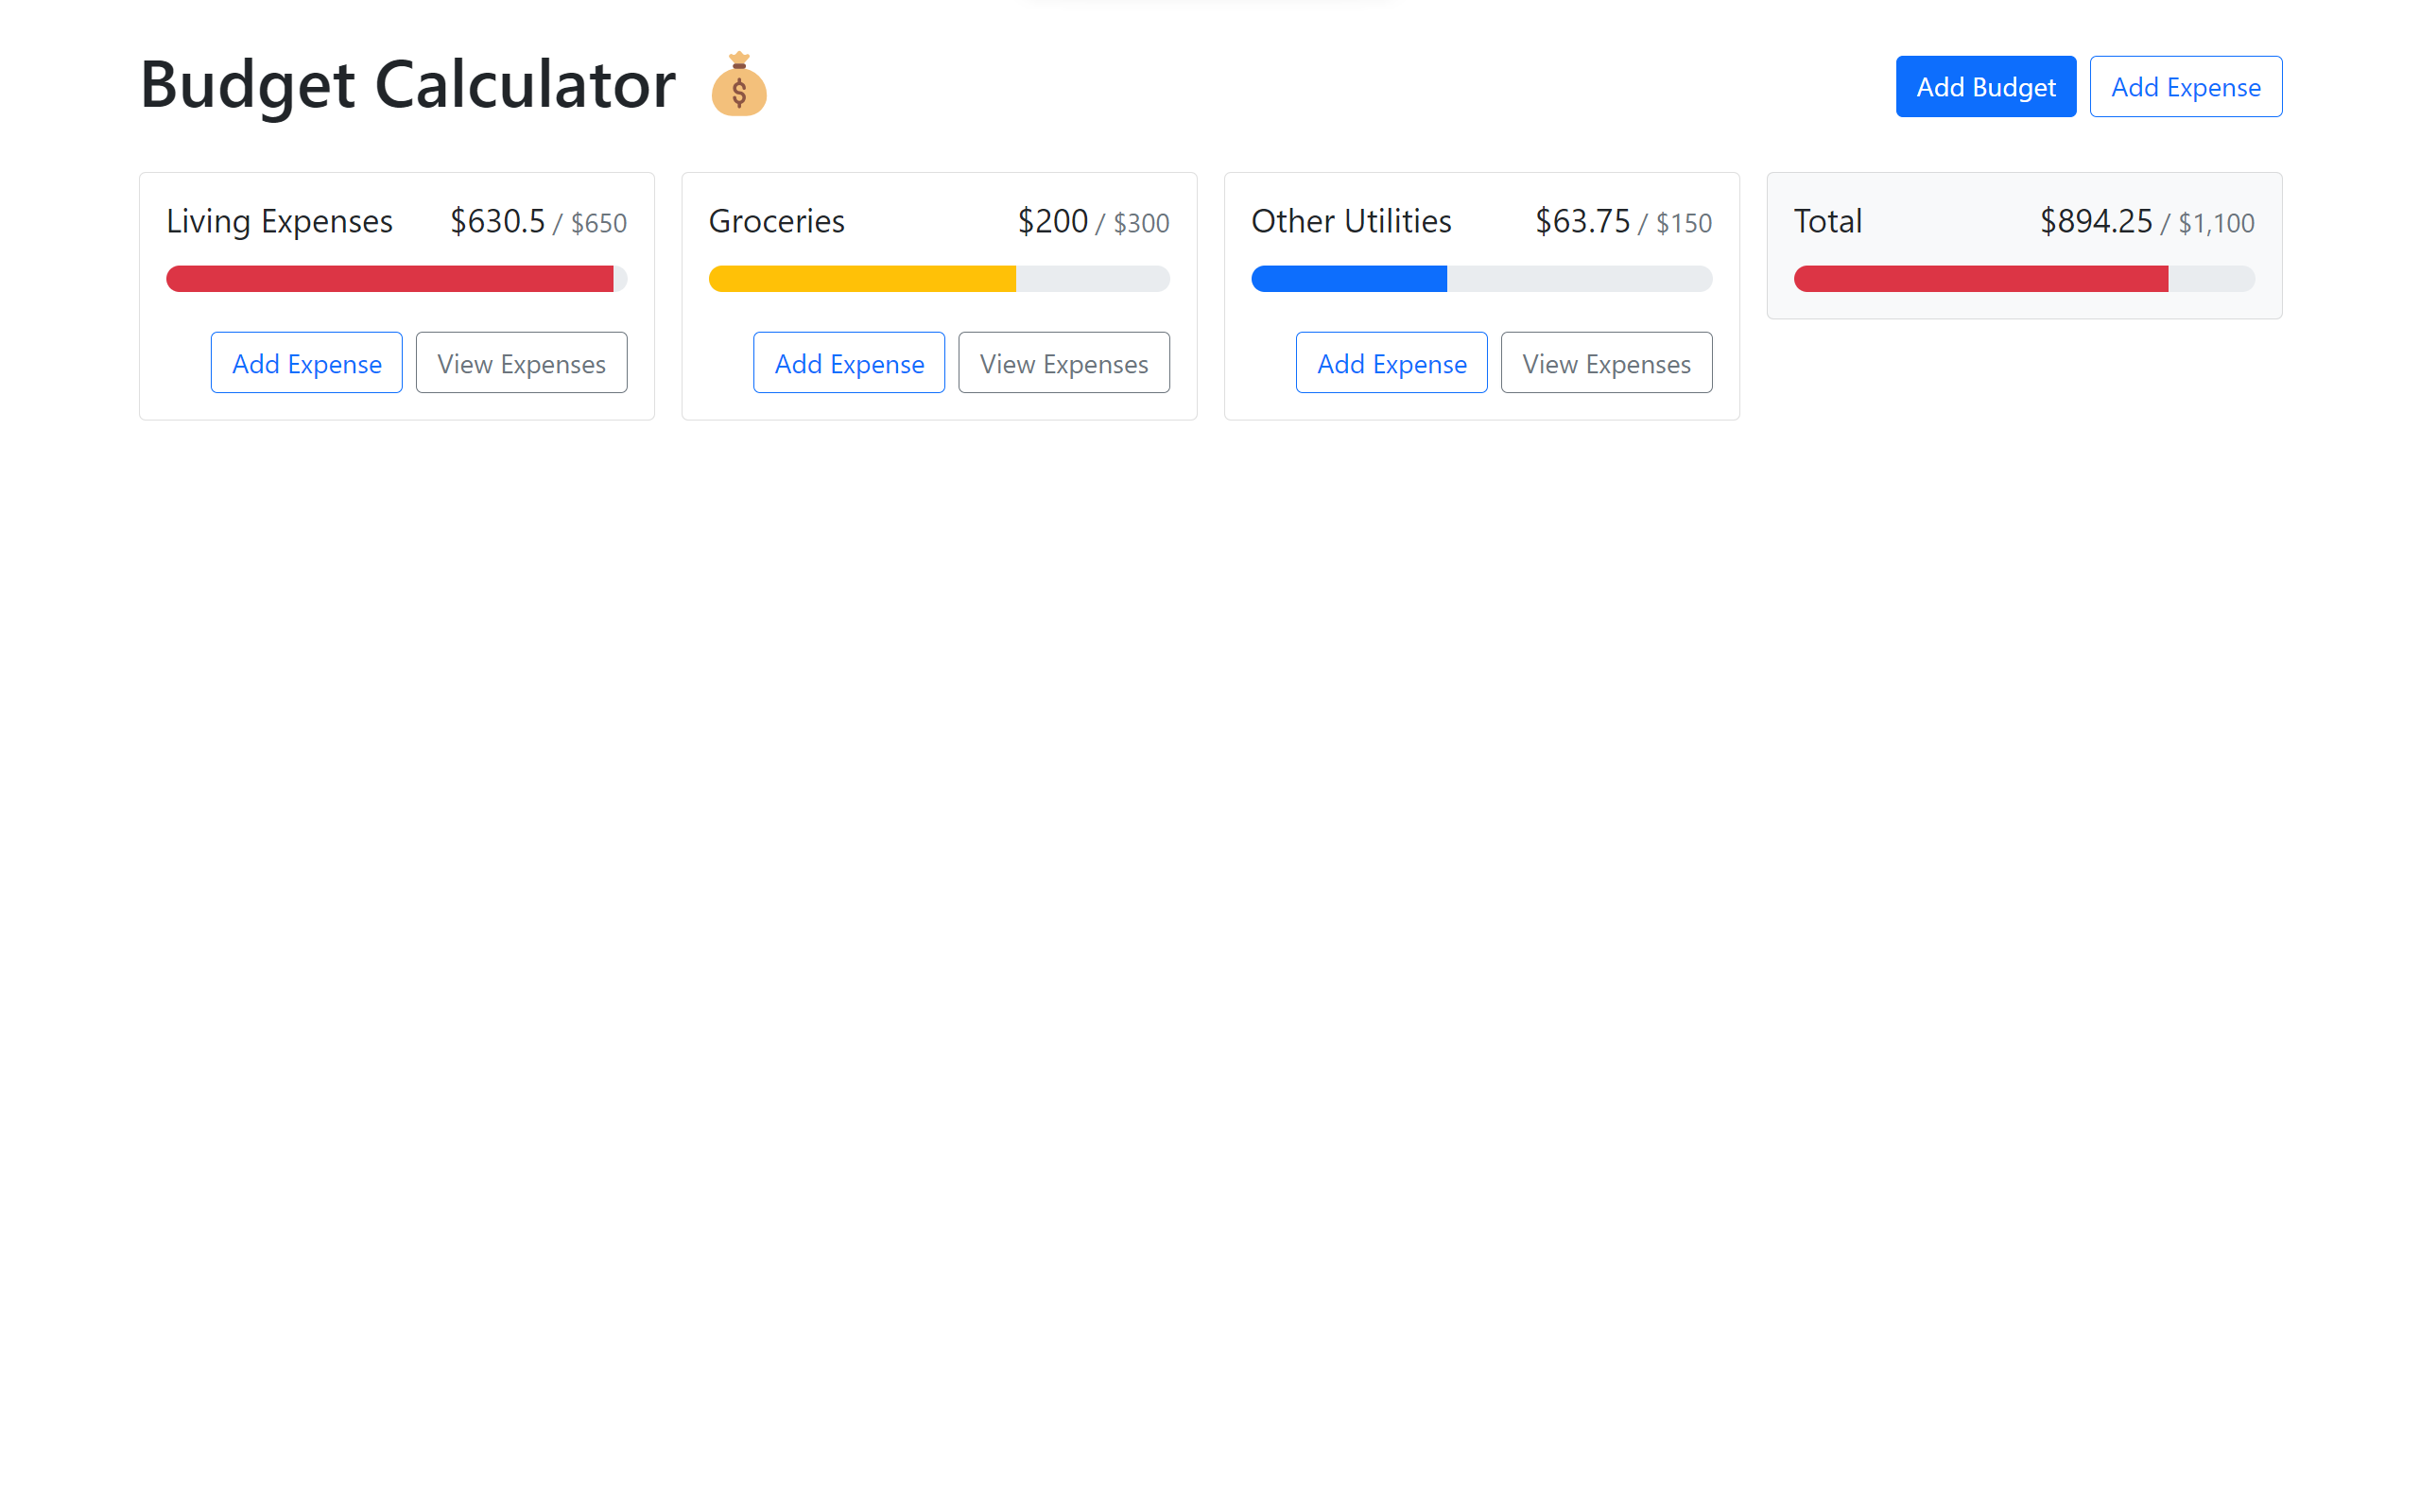 Budget Calculator
Add Budget Add Expense
Living Expenses $630.5 / $650
Add Expense View Expenses
Groceries $200 / $300
Add Expense View Expenses
Other Utilities $63.75 / $150
Add Expense View Expenses
Total $894.25 / $1,100